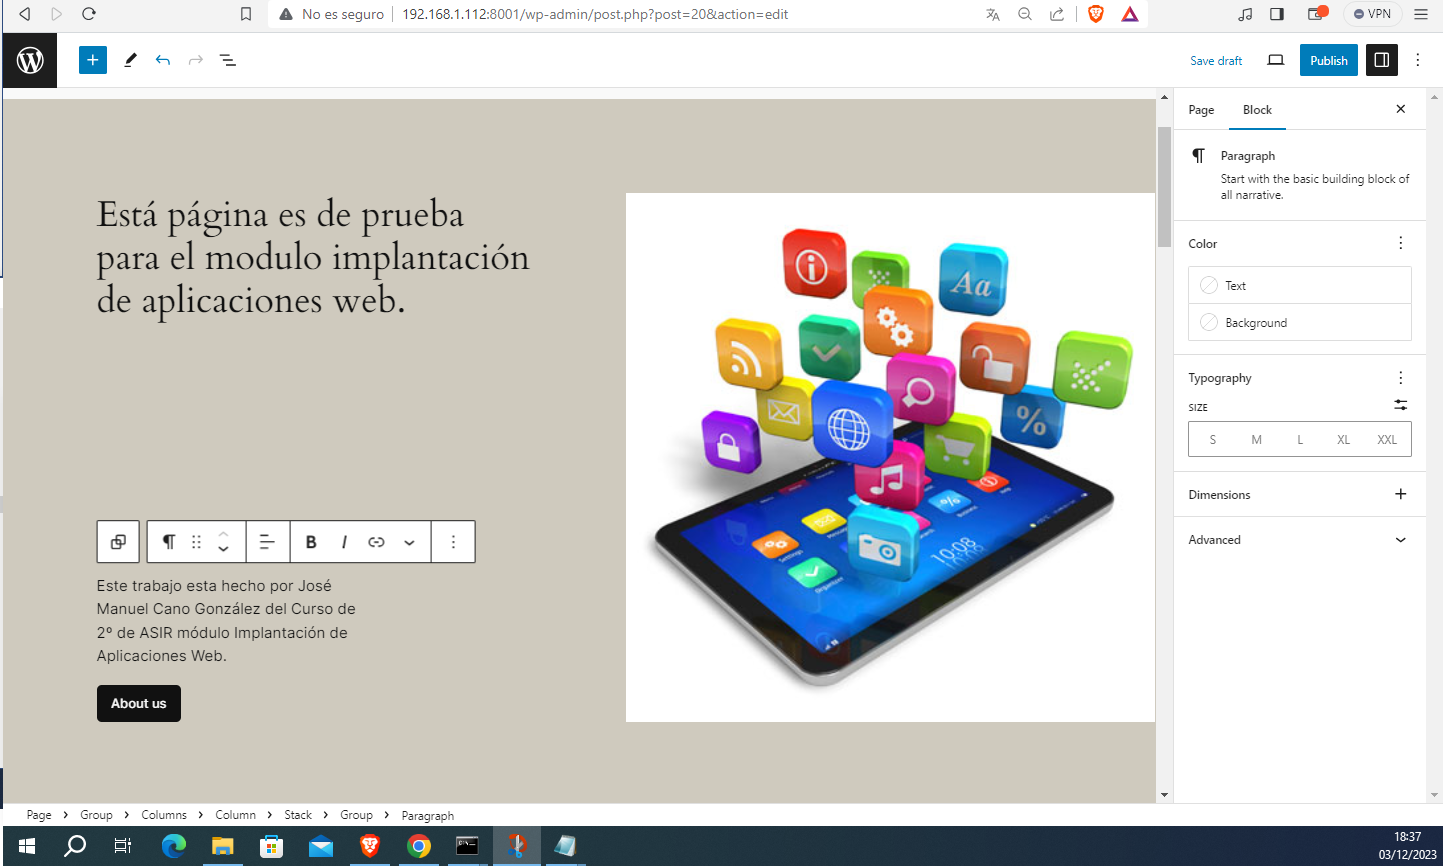 No es seguro 192.168.1.112:8001/wp-admin/post.php?post=20&action=edit VPN
Save draft Publish
Page Block
Paragraph
Start with the basic building block of
all narrative.
Color
Text
Background
Typography
SIZE
S M L XL XXL
Dimensions
Advanced
Está página es de prueba
para el modulo implantación
de aplicaciones web.
Aa
%
10:08
B I
Este trabajo esta hecho por José
Manuel Cano González del Curso de
2º de ASIR módulo Implantación de
Aplicaciones Web.
About us
Page Group Columns Column Stack Group Paragraph
18:37
03/12/2023